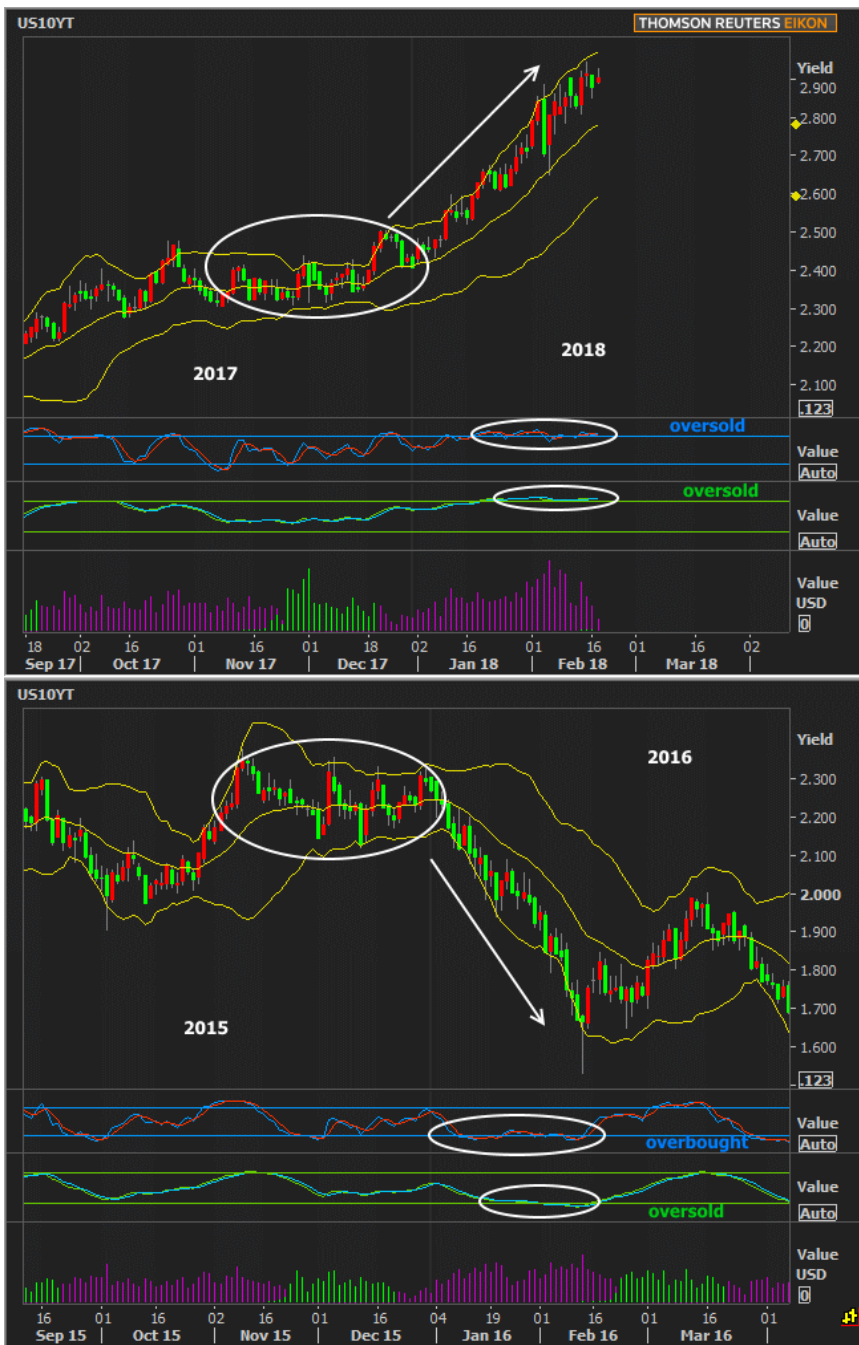 US10YT
THOMSON REUTERS EIKON
Yield
2.900
2.800
2.700
2.600
2.500
2.400
2.300
2.200
2.100
.123
2017
2018
oversold
Value
Auto
oversold
Value
Auto
Value
USD
0
18 02 16 01 16 01 18 02 16 01 16 01 16 02
Sep 17 Oct 17 Nov 17 Dec 17 Jan 18 Feb 18 Mar 18
US10YT
2016
Yield
2.300
2.200
2.100
2.000
1.900
1.800
1.700
1.600
.123
2015
Value
overbought
Auto
Value
oversold
Auto
Value
USD
0
16 01 16 02 16 01 16 04 19 01 16 01 16 01
Sep 15 Oct 15 Nov 15 Dec 15 Jan 16 Feb 16 Mar 16